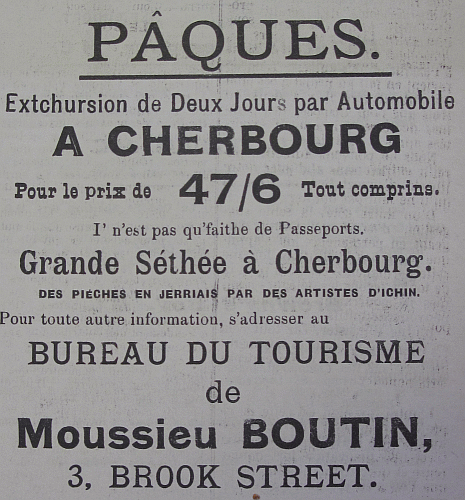 PÂQUES.
Extchursion de Deux Jours par Automobile
A CHERBOURG
Pour le prix de 47/6 Tout comprins.
I' n'est pas qu'faithe de Passeports.
Grande Séthée à Cherbourg.
DES PIÉCHES EN JERRIAIS PAR DES ARTISTES D'ICHIN.
Pour toute autre information, s'adresser au
BUREAU DU TOURISME
de
Moussieu BOUTIN,
3, BROOK STREET.